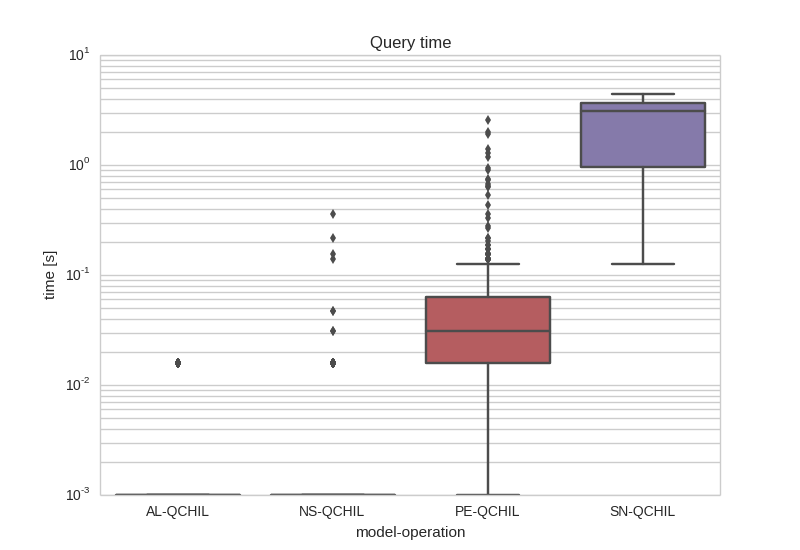 Query time
10^1
10^0
10^-1
10^-2
10^-3
time [s]
AL-QCHIL NS-QCHIL PE-QCHIL SN-QCHIL
model-operation